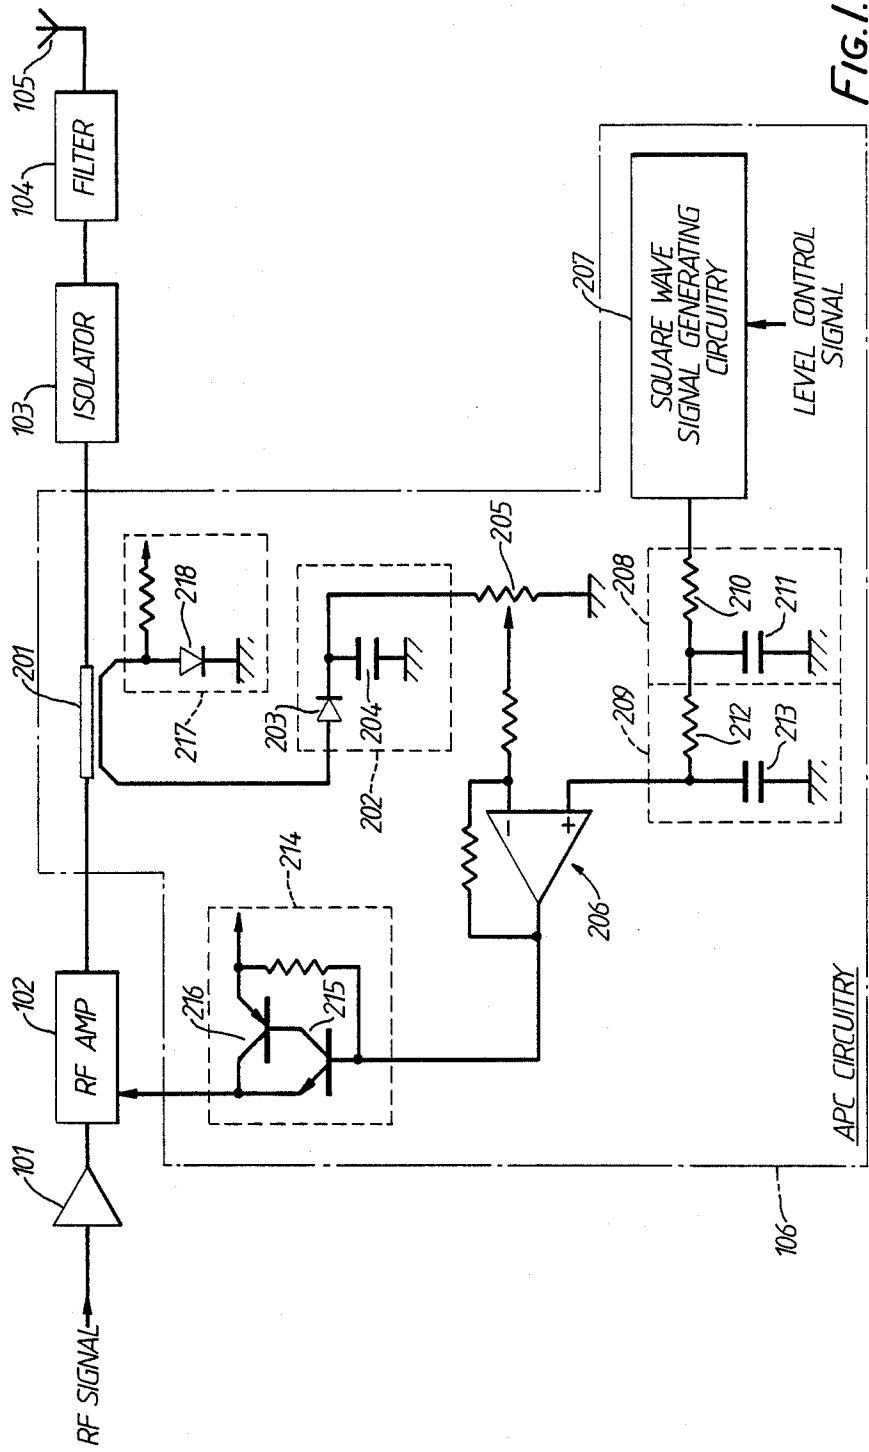 FIG.1.
RF SIGNAL
101
102
RF AMP
201
103
ISOLATOR
104
FILTER
105
217
218
202
203
204
205
214
216
215
206
-
+
207
SQUARE WAVE
SIGNAL GENERATING
CIRCUITRY
LEVEL CONTROL
SIGNAL
208
210
211
209
212
213
106
APC CIRCUITRY